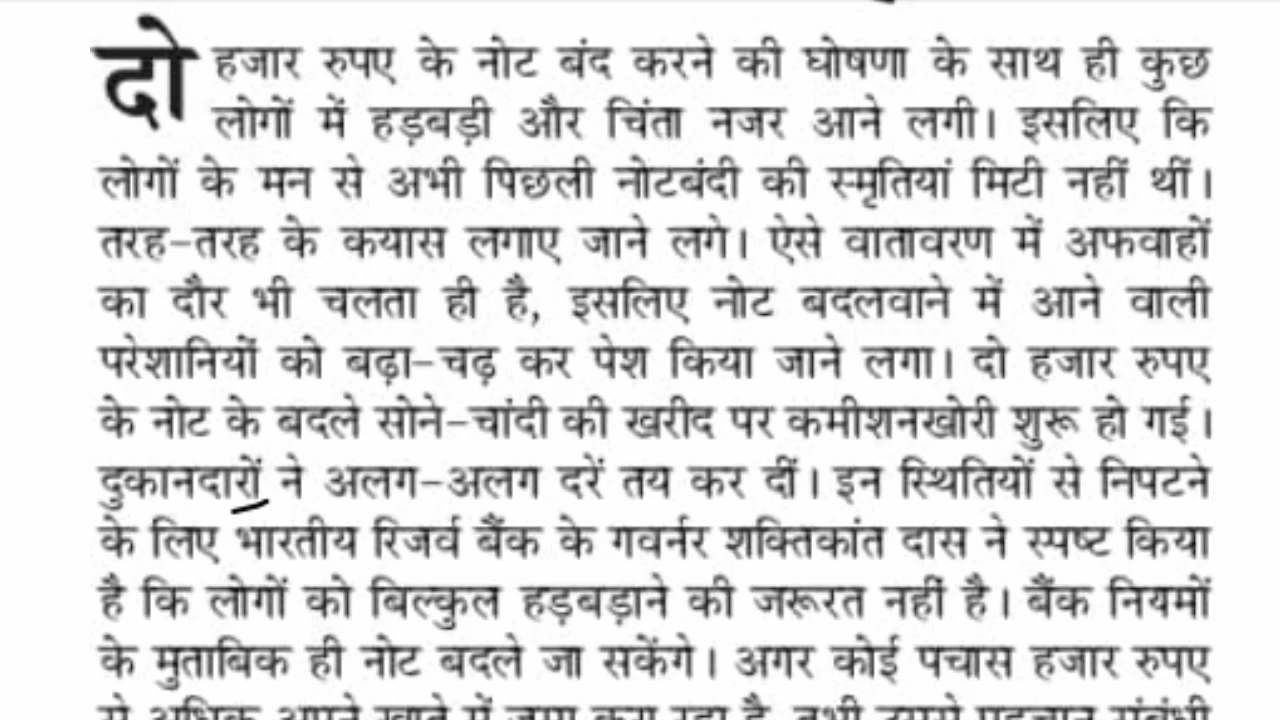 दो हजार रुपए के नोट बंद करने की घोषणा के साथ ही कुछ
लोगों में हड़बड़ी और चिंता नजर आने लगी। इसलिए कि
लोगों के मन से अभी पिछली नोटबंदी की स्मृतियां मिटी नहीं थीं।
तरह-तरह के कयास लगाए जाने लगे। ऐसे वातावरण में अफवाहों
का दौर भी चलता ही है, इसलिए नोट बदलवाने में आने वाली
परेशानियों को बढ़ा-चढ़ कर पेश किया जाने लगा। दो हजार रुपए
के नोट के बदले सोने-चांदी की खरीद पर कमीशनखोरी शुरू हो गई।
दुकानदारों ने अलग-अलग दरें तय कर दीं। इन स्थितियों से निपटने
के लिए भारतीय रिजर्व बैंक के गवर्नर शक्तिकांत दास ने स्पष्ट किया
है कि लोगों को बिल्कुल हड़बड़ाने की जरूरत नहीं है। बैंक नियमों
के मुताबिक ही नोट बदले जा सकेंगे। अगर कोई पचास हजार रुपए